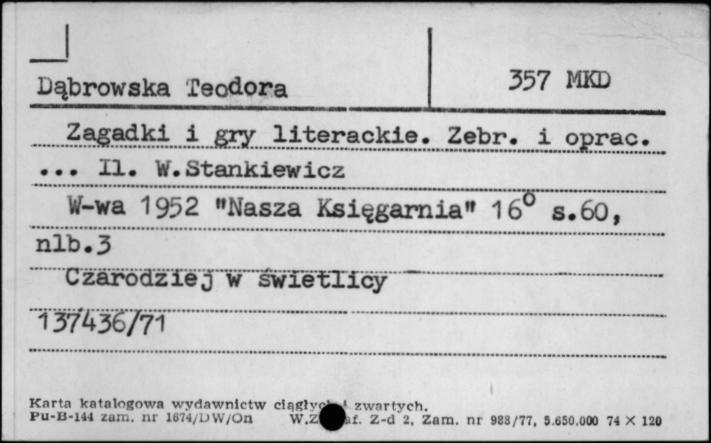 Dąbrowska Teodora
357 MKD
Zagadki i gry literackie. Zebr. i oprac.
... Il. W.Stankiewicz
W-wa 1952 "Nasza Księgarnia" 16° s.60,
nlb.3
Czarodziej w świetlicy
137436/71
Karta katalogowa wydawnictw zwartych.
Pu-B-144 zam. nr 1674/DW/On Z-d 2, Zam. nr 988/77, 5.650.000 74 X 120